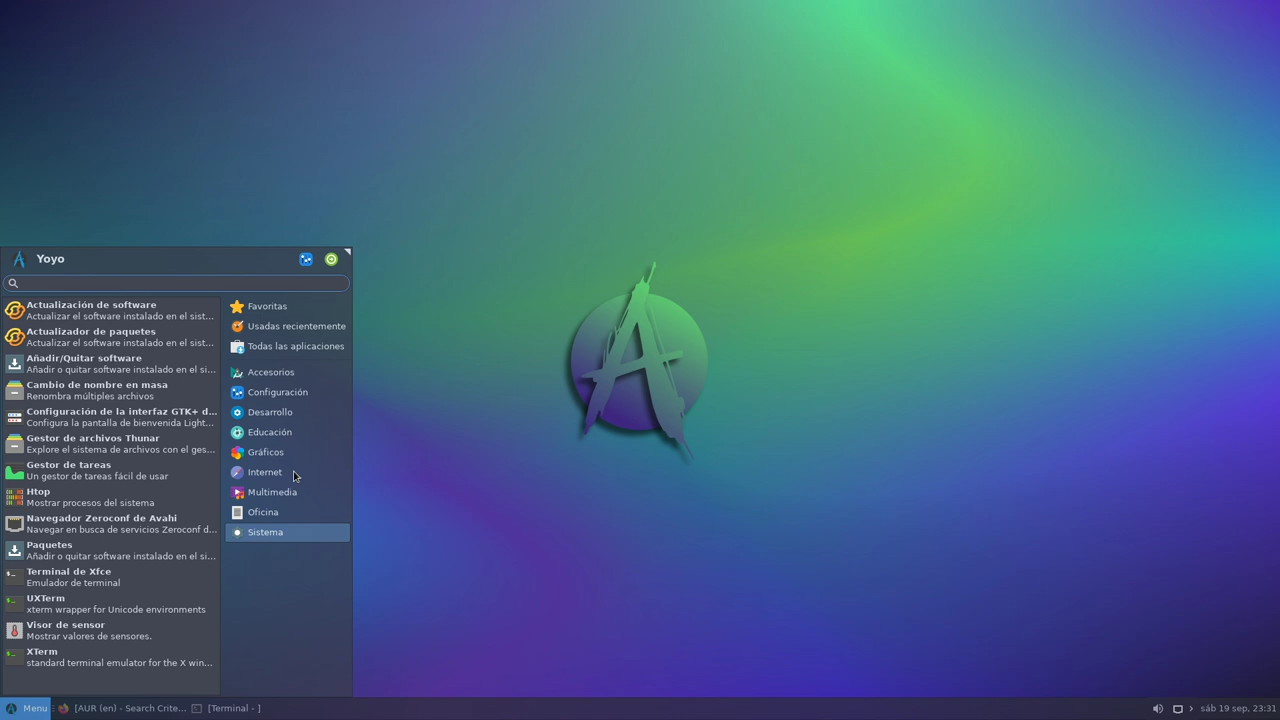 Yoyo
Actualización de software
Actualizar el software instalado en el sist...
Actualizador de paquetes
Actualizar el software instalado en el sist...
Añadir/Quitar software
Añadir o quitar software instalado en el si...
Cambio de nombre en masa
Renombra múltiples archivos
Configuración de la interfaz GTK+ d...
Configura la pantalla de bienvenida Light...
Gestor de archivos Thunar
Explore el sistema de archivos con el ges...
Gestor de tareas
Un gestor de tareas fácil de usar
Htop
Mostrar procesos del sistema
Navegador Zeroconf de Avahi
Navegar en busca de servicios Zeroconf d...
Paquetes
Añadir o quitar software instalado en el si...
Terminal de Xfce
Emulador de terminal
UXTerm
xterm wrapper for Unicode environments
Visor de sensor
Mostrar valores de sensores.
XTerm
standard terminal emulator for the X win...
Favoritas
Usadas recientemente
Todas las aplicaciones
Accesorios
Configuración
Desarrollo
Educación
Gráficos
Internet
Multimedia
Oficina
Sistema
Menu
[AUR (en) - Search Crite...
[Terminal - ]
sáb 19 sep, 23:31